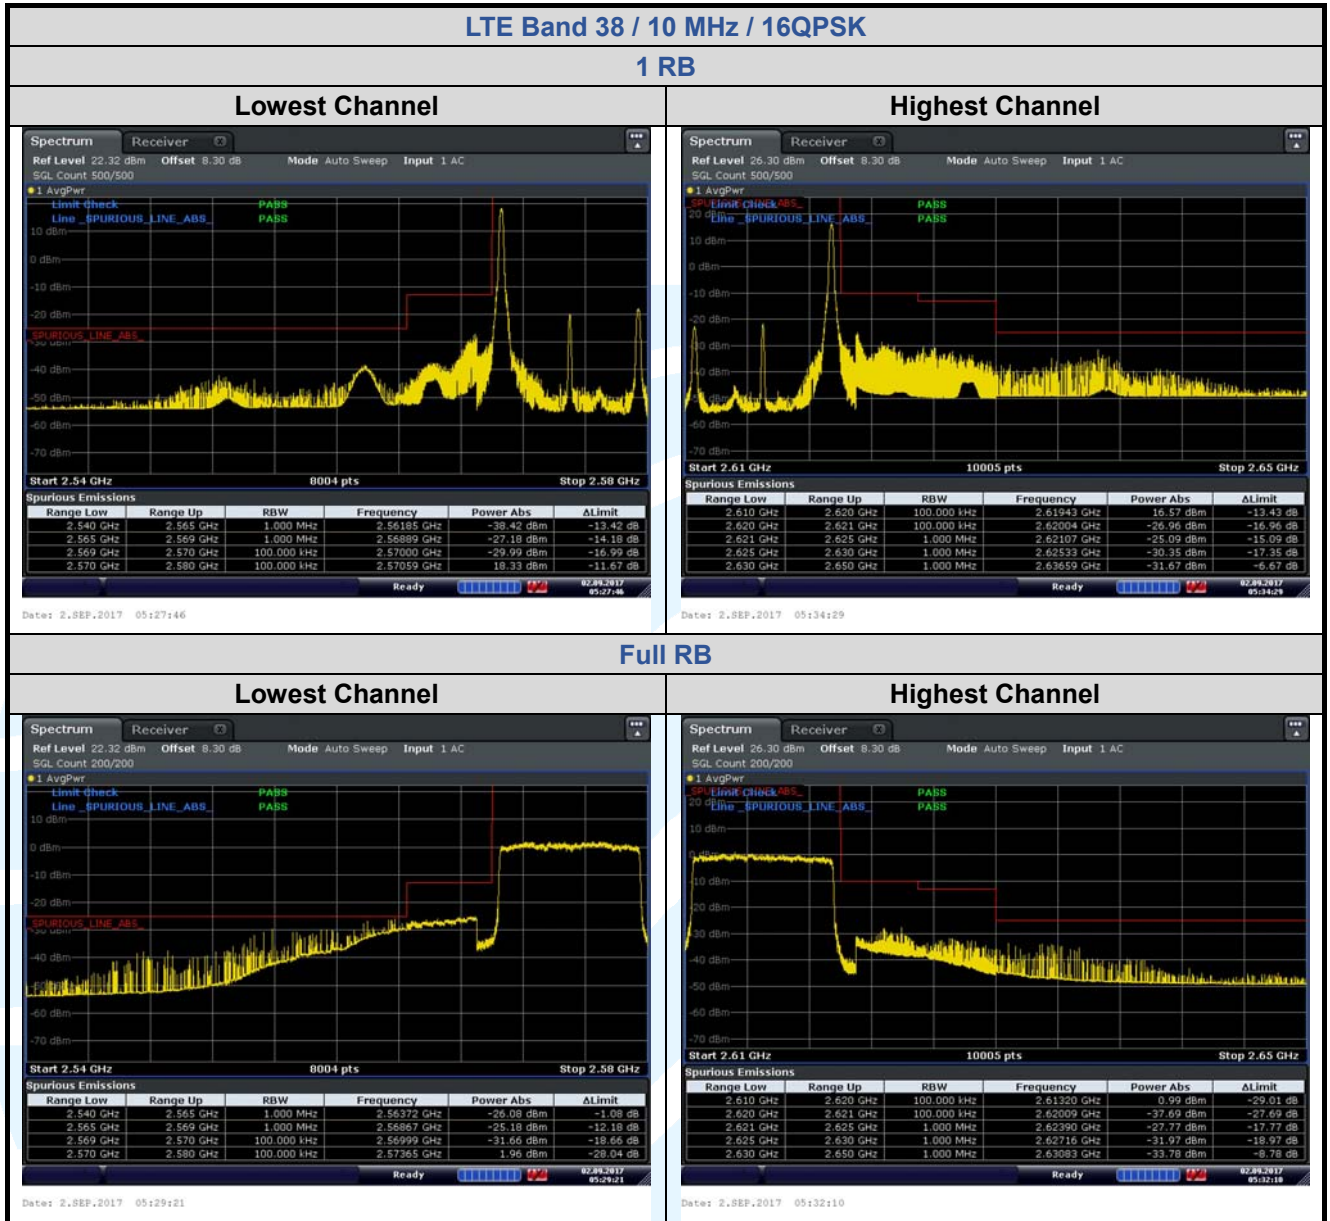 LTE Band 38 / 10 MHz / 16QPSK
1 RB
Lowest Channel Highest Channel
Spectrum Receiver
Ref Level 22.32 dBm Offset 8.30 dB Mode Auto Sweep Input 1 AC
SGL Count 500/500
1 AvgPwr
Limit Check PASS
Line _SPURIOUS_LINE_ABS_ PASS
10 dBm
0 dBm
-10 dBm
-20 dBm
_SPURIOUS_LINE_ABS_
-40 dBm
-50 dBm
-60 dBm
-70 dBm
Start 2.54 GHz 8004 pts Stop 2.58 GHz
Spurious Emissions
Range Low Range Up RBW Frequency Power Abs ΔLimit
2.540 GHz 2.565 GHz 1.000 MHz 2.56185 GHz -38.42 dBm -13.42 dB
2.565 GHz 2.569 GHz 1.000 MHz 2.56889 GHz -27.18 dBm -14.18 dB
2.569 GHz 2.570 GHz 100.000 kHz 2.57000 GHz -29.99 dBm -16.99 dB
2.570 GHz 2.580 GHz 100.000 kHz 2.57059 GHz 18.33 dBm -11.67 dB
Ready 02.09.2017 05:27:46
Date: 2.SEP.2017 05:27:46
Spectrum Receiver
Ref Level 26.30 dBm Offset 8.30 dB Mode Auto Sweep Input 1 AC
SGL Count 500/500
1 AvgPwr
Limit Check PASS
20 dBm Line _SPURIOUS_LINE_ABS_ PASS
10 dBm
0 dBm
-10 dBm
-20 dBm
-60 dBm
-70 dBm
Start 2.61 GHz 10005 pts Stop 2.65 GHz
Spurious Emissions
Range Low Range Up RBW Frequency Power Abs ΔLimit
2.610 GHz 2.620 GHz 100.000 kHz 2.61943 GHz 16.57 dBm -13.43 dB
2.620 GHz 2.621 GHz 100.000 kHz 2.62004 GHz -26.96 dBm -16.96 dB
2.621 GHz 2.625 GHz 1.000 MHz 2.62107 GHz -25.09 dBm -15.09 dB
2.625 GHz 2.630 GHz 1.000 MHz 2.62533 GHz -30.35 dBm -17.35 dB
2.630 GHz 2.650 GHz 1.000 MHz 2.63659 GHz -31.67 dBm -6.67 dB
Ready 02.09.2017 05:34:29
Date: 2.SEP.2017 05:34:29
Full RB
Lowest Channel Highest Channel
Spectrum Receiver
Ref Level 22.32 dBm Offset 8.30 dB Mode Auto Sweep Input 1 AC
SGL Count 200/200
1 AvgPwr
Limit Check PASS
Line _SPURIOUS_LINE_ABS_ PASS
10 dBm
0 dBm
-10 dBm
-20 dBm
_SPURIOUS_LINE_ABS_
-40 dBm
-60 dBm
-70 dBm
Start 2.54 GHz 8004 pts Stop 2.58 GHz
Spurious Emissions
Range Low Range Up RBW Frequency Power Abs ΔLimit
2.540 GHz 2.565 GHz 1.000 MHz 2.56372 GHz -26.08 dBm -1.08 dB
2.565 GHz 2.569 GHz 1.000 MHz 2.56867 GHz -25.18 dBm -12.18 dB
2.569 GHz 2.570 GHz 100.000 kHz 2.56999 GHz -31.66 dBm -18.66 dB
2.570 GHz 2.580 GHz 100.000 kHz 2.57365 GHz 1.96 dBm -28.04 dB
Ready 02.09.2017 05:29:21
Date: 2.SEP.2017 05:29:21
Spectrum Receiver
Ref Level 26.30 dBm Offset 8.30 dB Mode Auto Sweep Input 1 AC
SGL Count 200/200
1 AvgPwr
Limit Check PASS
20 dBm Line _SPURIOUS_LINE_ABS_ PASS
10 dBm
-10 dBm
-20 dBm
-30 dBm
-40 dBm
-50 dBm
-60 dBm
-70 dBm
Start 2.61 GHz 10005 pts Stop 2.65 GHz
Spurious Emissions
Range Low Range Up RBW Frequency Power Abs ΔLimit
2.610 GHz 2.620 GHz 100.000 kHz 2.61320 GHz 0.99 dBm -29.01 dB
2.620 GHz 2.621 GHz 100.000 kHz 2.62009 GHz -37.69 dBm -27.69 dB
2.621 GHz 2.625 GHz 1.000 MHz 2.62390 GHz -27.77 dBm -17.77 dB
2.625 GHz 2.630 GHz 1.000 MHz 2.62716 GHz -31.97 dBm -18.97 dB
2.630 GHz 2.650 GHz 1.000 MHz 2.63083 GHz -33.78 dBm -8.78 dB
Ready 02.09.2017 05:32:10
Date: 2.SEP.2017 05:32:10